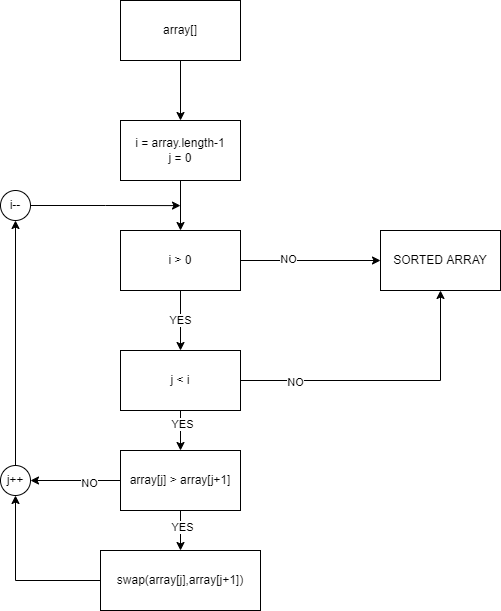 array[]
i = array.length-1
j = 0
i--
i > 0
NO
SORTED ARRAY
YES
j < i
NO
YES
j++
NO
array[j] > array[j+1]
YES
swap(array[j],array[j+1])